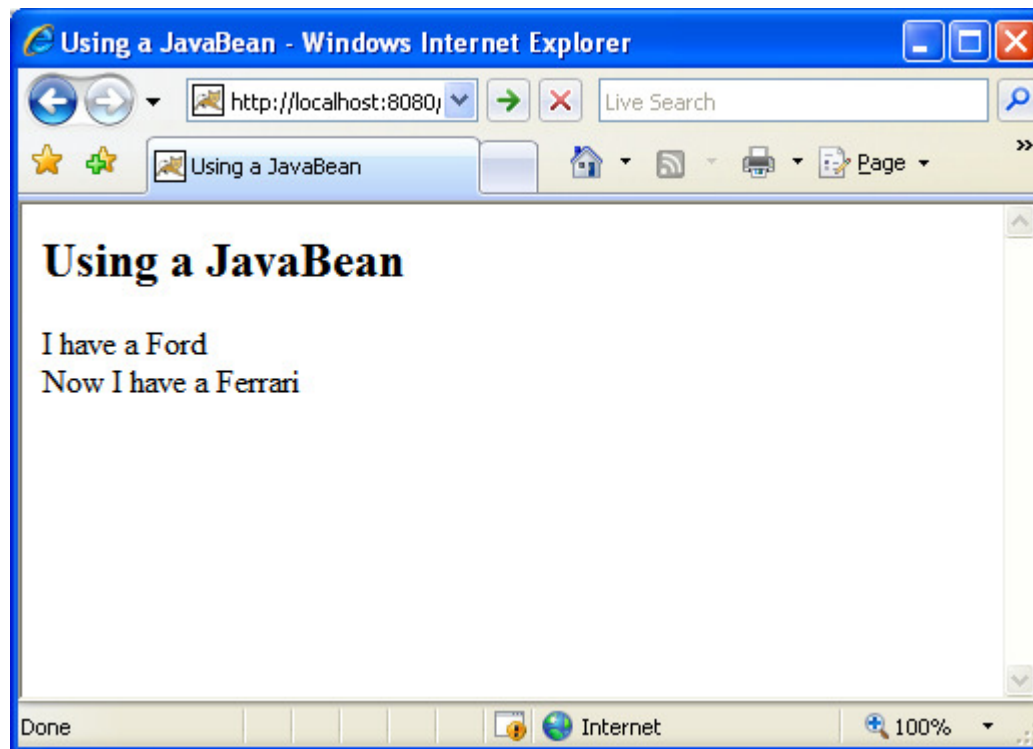 Using a JavaBean - Windows Internet Explorer
http://localhost:8080/
Live Search
Using a JavaBean
Page
»
Using a JavaBean
I have a Ford
Now I have a Ferrari
Done
Internet
100%